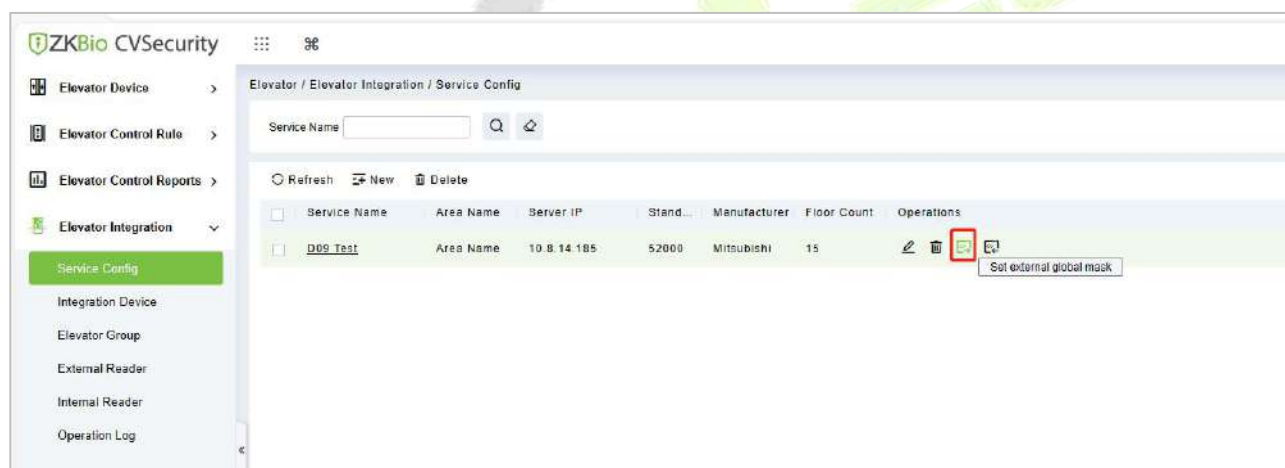 ZKBio CVSecurity
Elevator Device
Elevator Control Rule
Elevator Control Reports
Elevator Integration
Service Config
Integration Device
Elevator Group
External Reader
Internal Reader
Operation Log
Elevator / Elevator Integration / Service Config
Service Name
Refresh New Delete
Service Name Area Name Server IP Stand... Manufacturer Floor Count Operations
D09 Test Area Name 10.8.14.185 52000 Mitsubishi 15
Set external global mask